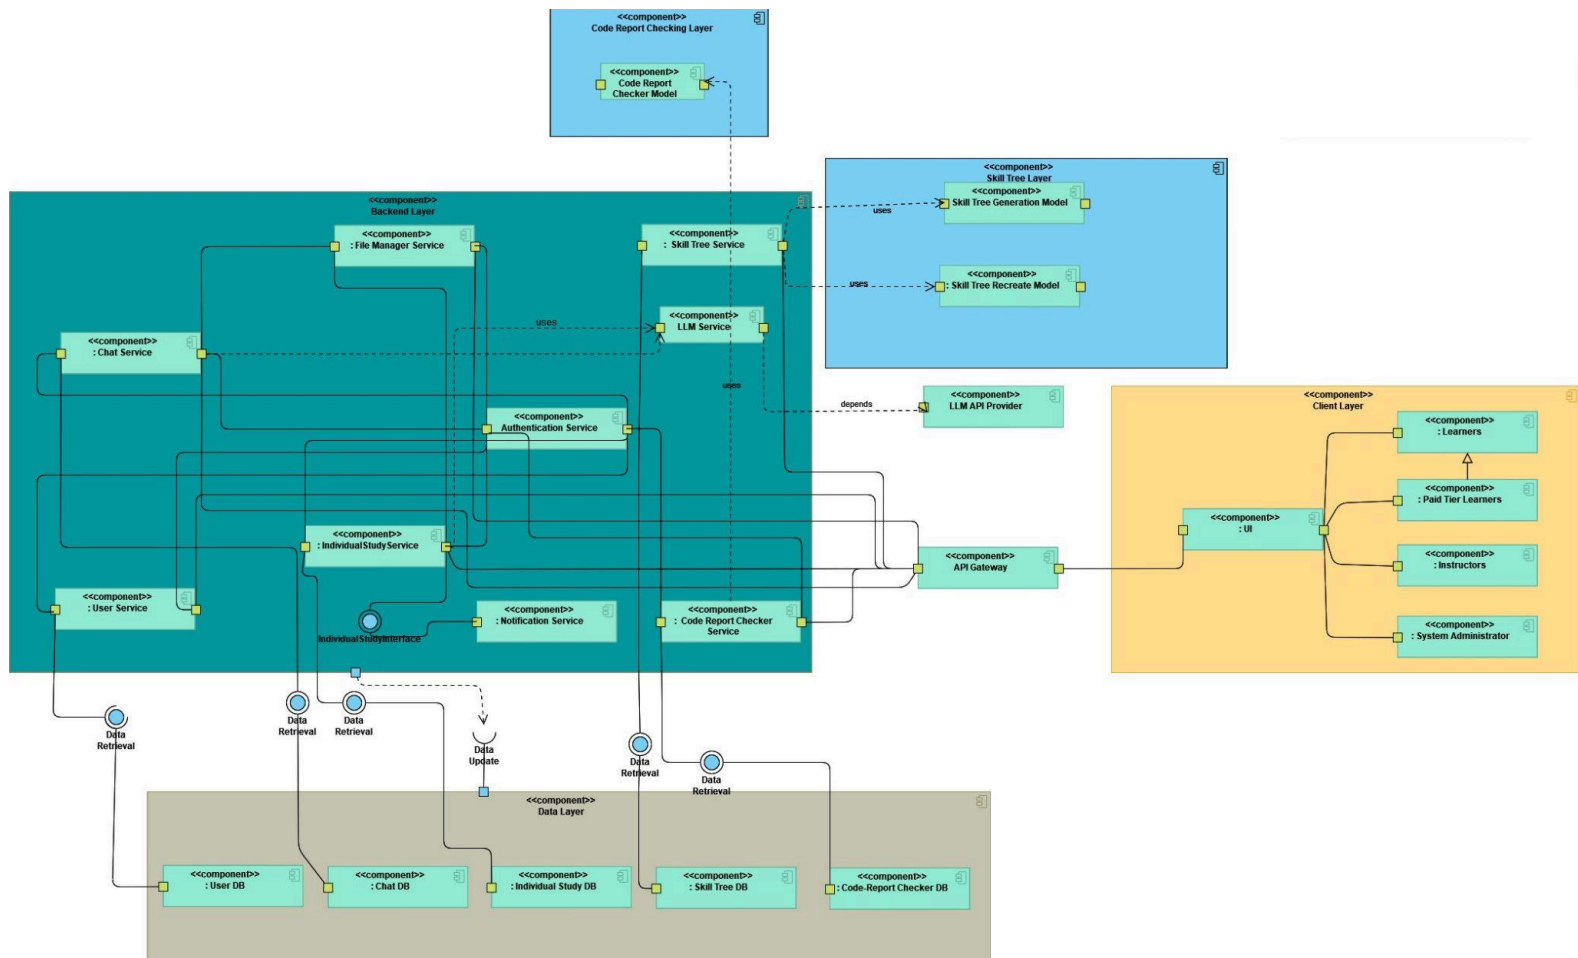 <<component>>
Code Report Checking Layer
<<component>>
Code Report
Checker Model
<<component>>
Skill Tree Layer
<<component>>
Skill Tree Generation Model
uses
<<component>>
: Skill Tree Recreate Model
uses
<<component>>
Backend Layer
<<component>>
: File Manager Service
<<component>>
: Skill Tree Service
<<component>>
LLM Service
uses
<<component>>
: Chat Service
uses
<<component>>
Authentication Service
depends
<<component>>
LLM API Provider
<<component>>
Client Layer
<<component>>
: Learners
<<component>>
: Paid Tier Learners
<<component>>
: UI
<<component>>
: Instructors
<<component>>
: System Administrator
<<component>>
API Gateway
<<component>>
: IndividualStudyService
<<component>>
: User Service
IndividualStudyInterface
<<component>>
: Notification Service
<<component>>
: Code Report Checker
Service
Data
Retrieval
Data
Retrieval
Data
Retrieval
Data
Update
Data
Retrieval
Data
Retrieval
<<component>>
Data Layer
<<component>>
: User DB
<<component>>
: Chat DB
<<component>>
: Individual Study DB
<<component>>
: Skill Tree DB
<<component>>
: Code-Report Checker DB